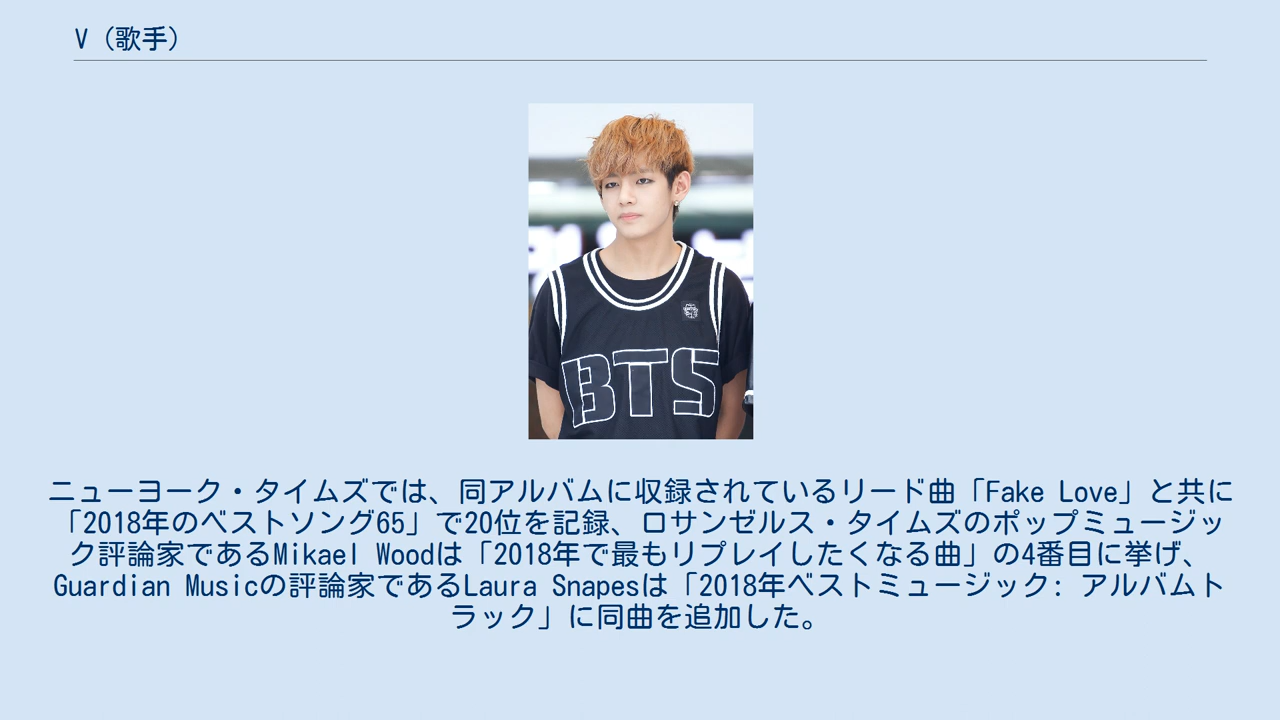 V（歌手）
BTS
ニューヨーク・タイムズでは、同アルバムに収録されているリード曲「Fake Love」と共に
「2018年のベストソング65」で20位を記録、ロサンゼルス・タイムズのポップミュージッ
ク評論家であるMikael Woodは「2018年で最もリプレイしたくなる曲」の4番目に挙げ、
Guardian Musicの評論家であるLaura Snapesは「2018年ベストミュージック: アルバムト
ラック」に同曲を追加した。